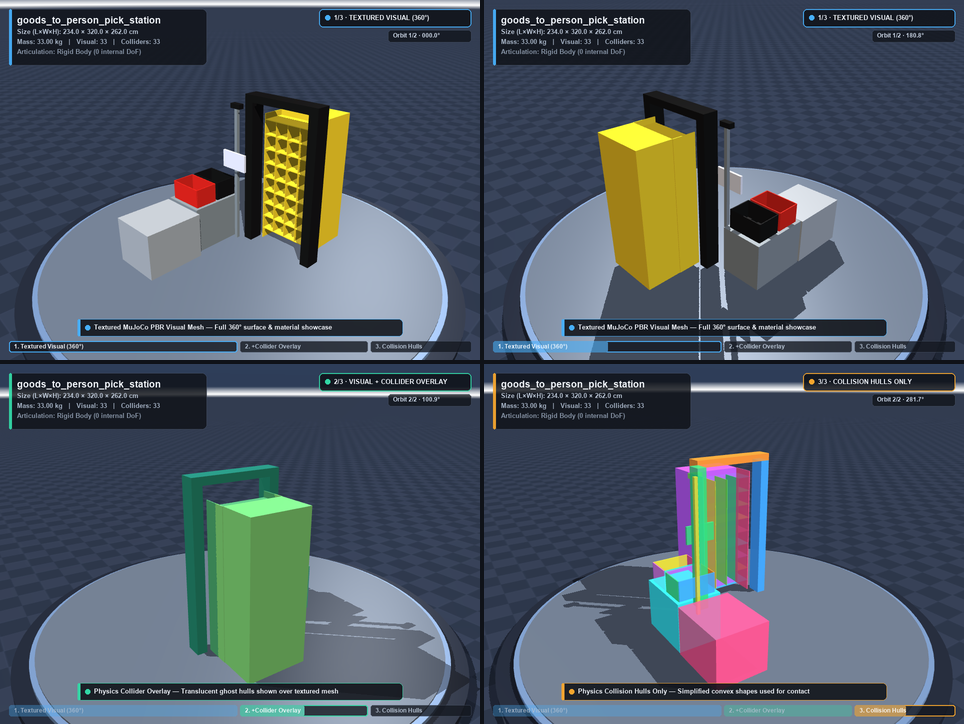 goods_to_person_pick_station
Size (L×W×H): 234.0 × 320.0 × 262.0 cm
Mass: 33.00 kg | Visual: 33 | Colliders: 33
Articulation: Rigid Body (0 internal DoF)
1/3 · TEXTURED VISUAL (360°)
Orbit 1/2 · 000.0°
Textured MuJoCo PBR Visual Mesh — Full 360° surface & material showcase
1. Textured Visual (360°)
2. +Collider Overlay
3. Collision Hulls
goods_to_person_pick_station
Size (L×W×H): 234.0 × 320.0 × 262.0 cm
Mass: 33.00 kg | Visual: 33 | Colliders: 33
Articulation: Rigid Body (0 internal DoF)
1/3 · TEXTURED VISUAL (360°)
Orbit 1/2 · 180.8°
Textured MuJoCo PBR Visual Mesh — Full 360° surface & material showcase
1. Textured Visual (360°)
2. +Collider Overlay
3. Collision Hulls
goods_to_person_pick_station
Size (L×W×H): 234.0 × 320.0 × 262.0 cm
Mass: 33.00 kg | Visual: 33 | Colliders: 33
Articulation: Rigid Body (0 internal DoF)
2/3 · VISUAL + COLLIDER OVERLAY
Orbit 2/2 · 100.9°
Physics Collider Overlay — Translucent ghost hulls shown over textured mesh
1. Textured Visual (360°)
2. +Collider Overlay
3. Collision Hulls
goods_to_person_pick_station
Size (L×W×H): 234.0 × 320.0 × 262.0 cm
Mass: 33.00 kg | Visual: 33 | Colliders: 33
Articulation: Rigid Body (0 internal DoF)
3/3 · COLLISION HULLS ONLY
Orbit 2/2 · 281.7°
Physics Collision Hulls Only — Simplified convex shapes used for contact
1. Textured Visual (360°)
2. +Collider Overlay
3. Collision Hulls